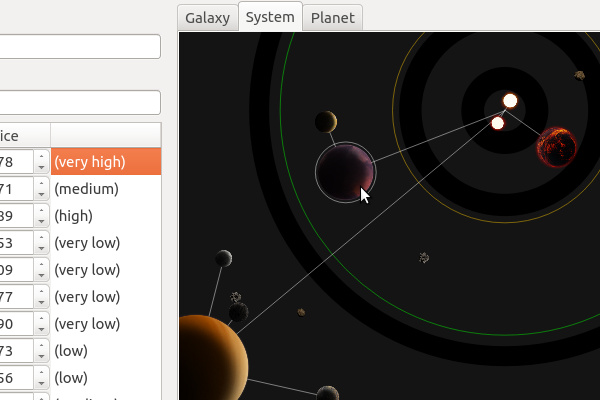 Galaxy System Planet
ice
78 (very high)
71 (medium)
89 (high)
53 (very low)
09 (very low)
77 (very low)
90 (very low)
73 (low)
56 (low)